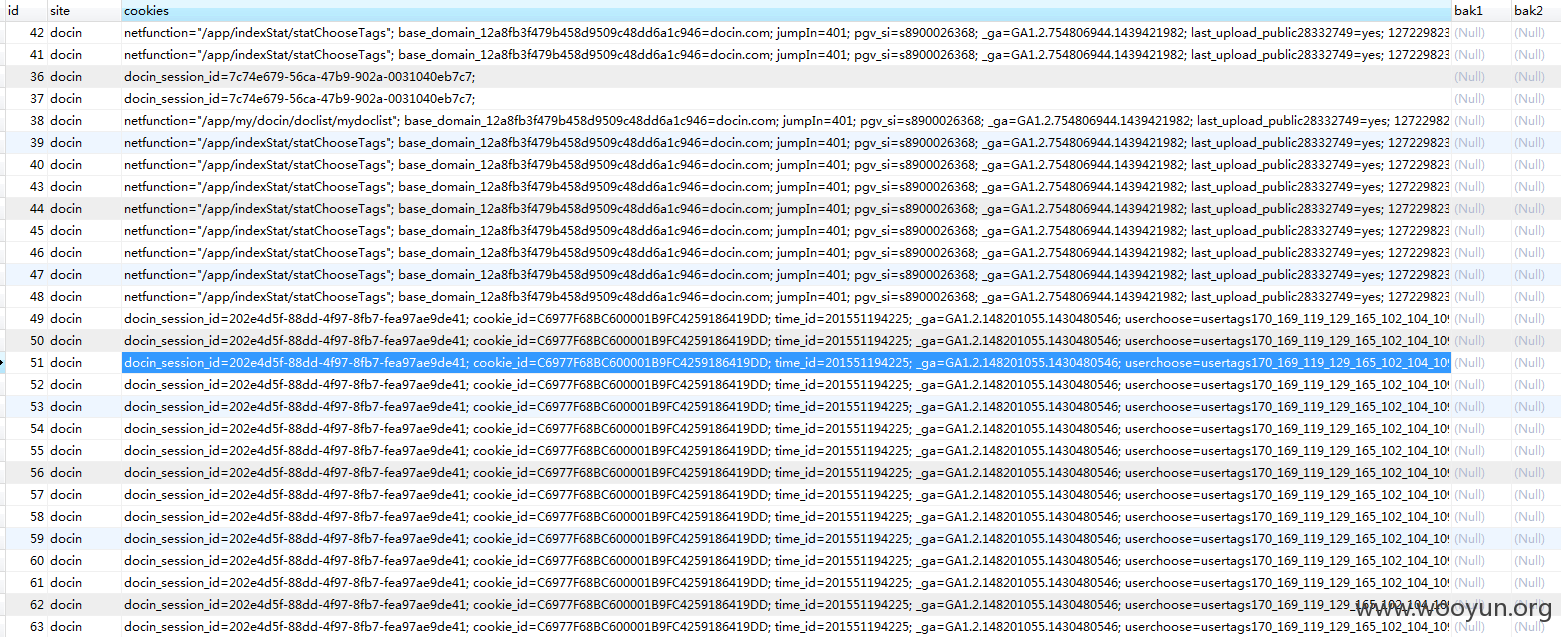 id site cookies bak1 bak2
42 docin netfunction="/app/indexStat/statChooseTags"; base_domain_12a8fb3f479b458d9509c48dd6a1c946=docin.com; jumpIn=401; pgv_si=s8900026368; _ga=GA1.2.754806944.1439421982; last_upload_public28332749=yes; 127229823 (Null) (Null)
41 docin netfunction="/app/indexStat/statChooseTags"; base_domain_12a8fb3f479b458d9509c48dd6a1c946=docin.com; jumpIn=401; pgv_si=s8900026368; _ga=GA1.2.754806944.1439421982; last_upload_public28332749=yes; 127229823 (Null) (Null)
36 docin docin_session_id=7c74e679-56ca-47b9-902a-0031040eb7c7; (Null) (Null)
37 docin docin_session_id=7c74e679-56ca-47b9-902a-0031040eb7c7; (Null) (Null)
38 docin netfunction="/app/my/docin/doclist/mydoclist"; base_domain_12a8fb3f479b458d9509c48dd6a1c946=docin.com; jumpIn=401; pgv_si=s8900026368; _ga=GA1.2.754806944.1439421982; last_upload_public28332749=yes; 12722982 (Null) (Null)
39 docin netfunction="/app/indexStat/statChooseTags"; base_domain_12a8fb3f479b458d9509c48dd6a1c946=docin.com; jumpIn=401; pgv_si=s8900026368; _ga=GA1.2.754806944.1439421982; last_upload_public28332749=yes; 127229823 (Null) (Null)
40 docin netfunction="/app/indexStat/statChooseTags"; base_domain_12a8fb3f479b458d9509c48dd6a1c946=docin.com; jumpIn=401; pgv_si=s8900026368; _ga=GA1.2.754806944.1439421982; last_upload_public28332749=yes; 127229823 (Null) (Null)
43 docin netfunction="/app/indexStat/statChooseTags"; base_domain_12a8fb3f479b458d9509c48dd6a1c946=docin.com; jumpIn=401; pgv_si=s8900026368; _ga=GA1.2.754806944.1439421982; last_upload_public28332749=yes; 127229823 (Null) (Null)
44 docin netfunction="/app/indexStat/statChooseTags"; base_domain_12a8fb3f479b458d9509c48dd6a1c946=docin.com; jumpIn=401; pgv_si=s8900026368; _ga=GA1.2.754806944.1439421982; last_upload_public28332749=yes; 127229823 (Null) (Null)
45 docin netfunction="/app/indexStat/statChooseTags"; base_domain_12a8fb3f479b458d9509c48dd6a1c946=docin.com; jumpIn=401; pgv_si=s8900026368; _ga=GA1.2.754806944.1439421982; last_upload_public28332749=yes; 127229823 (Null) (Null)
46 docin netfunction="/app/indexStat/statChooseTags"; base_domain_12a8fb3f479b458d9509c48dd6a1c946=docin.com; jumpIn=401; pgv_si=s8900026368; _ga=GA1.2.754806944.1439421982; last_upload_public28332749=yes; 127229823 (Null) (Null)
47 docin netfunction="/app/indexStat/statChooseTags"; base_domain_12a8fb3f479b458d9509c48dd6a1c946=docin.com; jumpIn=401; pgv_si=s8900026368; _ga=GA1.2.754806944.1439421982; last_upload_public28332749=yes; 127229823 (Null) (Null)
48 docin netfunction="/app/indexStat/statChooseTags"; base_domain_12a8fb3f479b458d9509c48dd6a1c946=docin.com; jumpIn=401; pgv_si=s8900026368; _ga=GA1.2.754806944.1439421982; last_upload_public28332749=yes; 127229823 (Null) (Null)
49 docin docin_session_id=202e4d5f-88dd-4f97-8fb7-fea97ae9de41; cookie_id=C6977F68BC600001B9FC4259186419DD; time_id=201551194225; _ga=GA1.2.148201055.1430480546; userchoose=usertags170_169_119_129_165_102_104_109 (Null) (Null)
50 docin docin_session_id=202e4d5f-88dd-4f97-8fb7-fea97ae9de41; cookie_id=C6977F68BC600001B9FC4259186419DD; time_id=201551194225; _ga=GA1.2.148201055.1430480546; userchoose=usertags170_169_119_129_165_102_104_109 (Null) (Null)
51 docin docin_session_id=202e4d5f-88dd-4f97-8fb7-fea97ae9de41; cookie_id=C6977F68BC600001B9FC4259186419DD; time_id=201551194225; _ga=GA1.2.148201055.1430480546; userchoose=usertags170_169_119_129_165_102_104_109 (Null) (Null)
52 docin docin_session_id=202e4d5f-88dd-4f97-8fb7-fea97ae9de41; cookie_id=C6977F68BC600001B9FC4259186419DD; time_id=201551194225; _ga=GA1.2.148201055.1430480546; userchoose=usertags170_169_119_129_165_102_104_109 (Null) (Null)
53 docin docin_session_id=202e4d5f-88dd-4f97-8fb7-fea97ae9de41; cookie_id=C6977F68BC600001B9FC4259186419DD; time_id=201551194225; _ga=GA1.2.148201055.1430480546; userchoose=usertags170_169_119_129_165_102_104_109 (Null) (Null)
54 docin docin_session_id=202e4d5f-88dd-4f97-8fb7-fea97ae9de41; cookie_id=C6977F68BC600001B9FC4259186419DD; time_id=201551194225; _ga=GA1.2.148201055.1430480546; userchoose=usertags170_169_119_129_165_102_104_109 (Null) (Null)
55 docin docin_session_id=202e4d5f-88dd-4f97-8fb7-fea97ae9de41; cookie_id=C6977F68BC600001B9FC4259186419DD; time_id=201551194225; _ga=GA1.2.148201055.1430480546; userchoose=usertags170_169_119_129_165_102_104_109 (Null) (Null)
56 docin docin_session_id=202e4d5f-88dd-4f97-8fb7-fea97ae9de41; cookie_id=C6977F68BC600001B9FC4259186419DD; time_id=201551194225; _ga=GA1.2.148201055.1430480546; userchoose=usertags170_169_119_129_165_102_104_109 (Null) (Null)
57 docin docin_session_id=202e4d5f-88dd-4f97-8fb7-fea97ae9de41; cookie_id=C6977F68BC600001B9FC4259186419DD; time_id=201551194225; _ga=GA1.2.148201055.1430480546; userchoose=usertags170_169_119_129_165_102_104_109 (Null) (Null)
58 docin docin_session_id=202e4d5f-88dd-4f97-8fb7-fea97ae9de41; cookie_id=C6977F68BC600001B9FC4259186419DD; time_id=201551194225; _ga=GA1.2.148201055.1430480546; userchoose=usertags170_169_119_129_165_102_104_109 (Null) (Null)
59 docin docin_session_id=202e4d5f-88dd-4f97-8fb7-fea97ae9de41; cookie_id=C6977F68BC600001B9FC4259186419DD; time_id=201551194225; _ga=GA1.2.148201055.1430480546; userchoose=usertags170_169_119_129_165_102_104_109 (Null) (Null)
60 docin docin_session_id=202e4d5f-88dd-4f97-8fb7-fea97ae9de41; cookie_id=C6977F68BC600001B9FC4259186419DD; time_id=201551194225; _ga=GA1.2.148201055.1430480546; userchoose=usertags170_169_119_129_165_102_104_109 (Null) (Null)
61 docin docin_session_id=202e4d5f-88dd-4f97-8fb7-fea97ae9de41; cookie_id=C6977F68BC600001B9FC4259186419DD; time_id=201551194225; _ga=GA1.2.148201055.1430480546; userchoose=usertags170_169_119_129_165_102_104_109 (Null) (Null)
62 docin docin_session_id=202e4d5f-88dd-4f97-8fb7-fea97ae9de41; cookie_id=C6977F68BC600001B9FC4259186419DD; time_id=201551194225; _ga=GA1.2.148201055.1430480546; userchoose=usertags170_169_119_129_165_102_104_109 (Null) (Null)
www.wooyun.org
63 docin docin_session_id=202e4d5f-88dd-4f97-8fb7-fea97ae9de41; cookie_id=C6977F68BC600001B9FC4259186419DD; time_id=201551194225; _ga=GA1.2.148201055.1430480546; userchoose=usertags170_169_119_129_165_102_104_109 (Null) (Null)